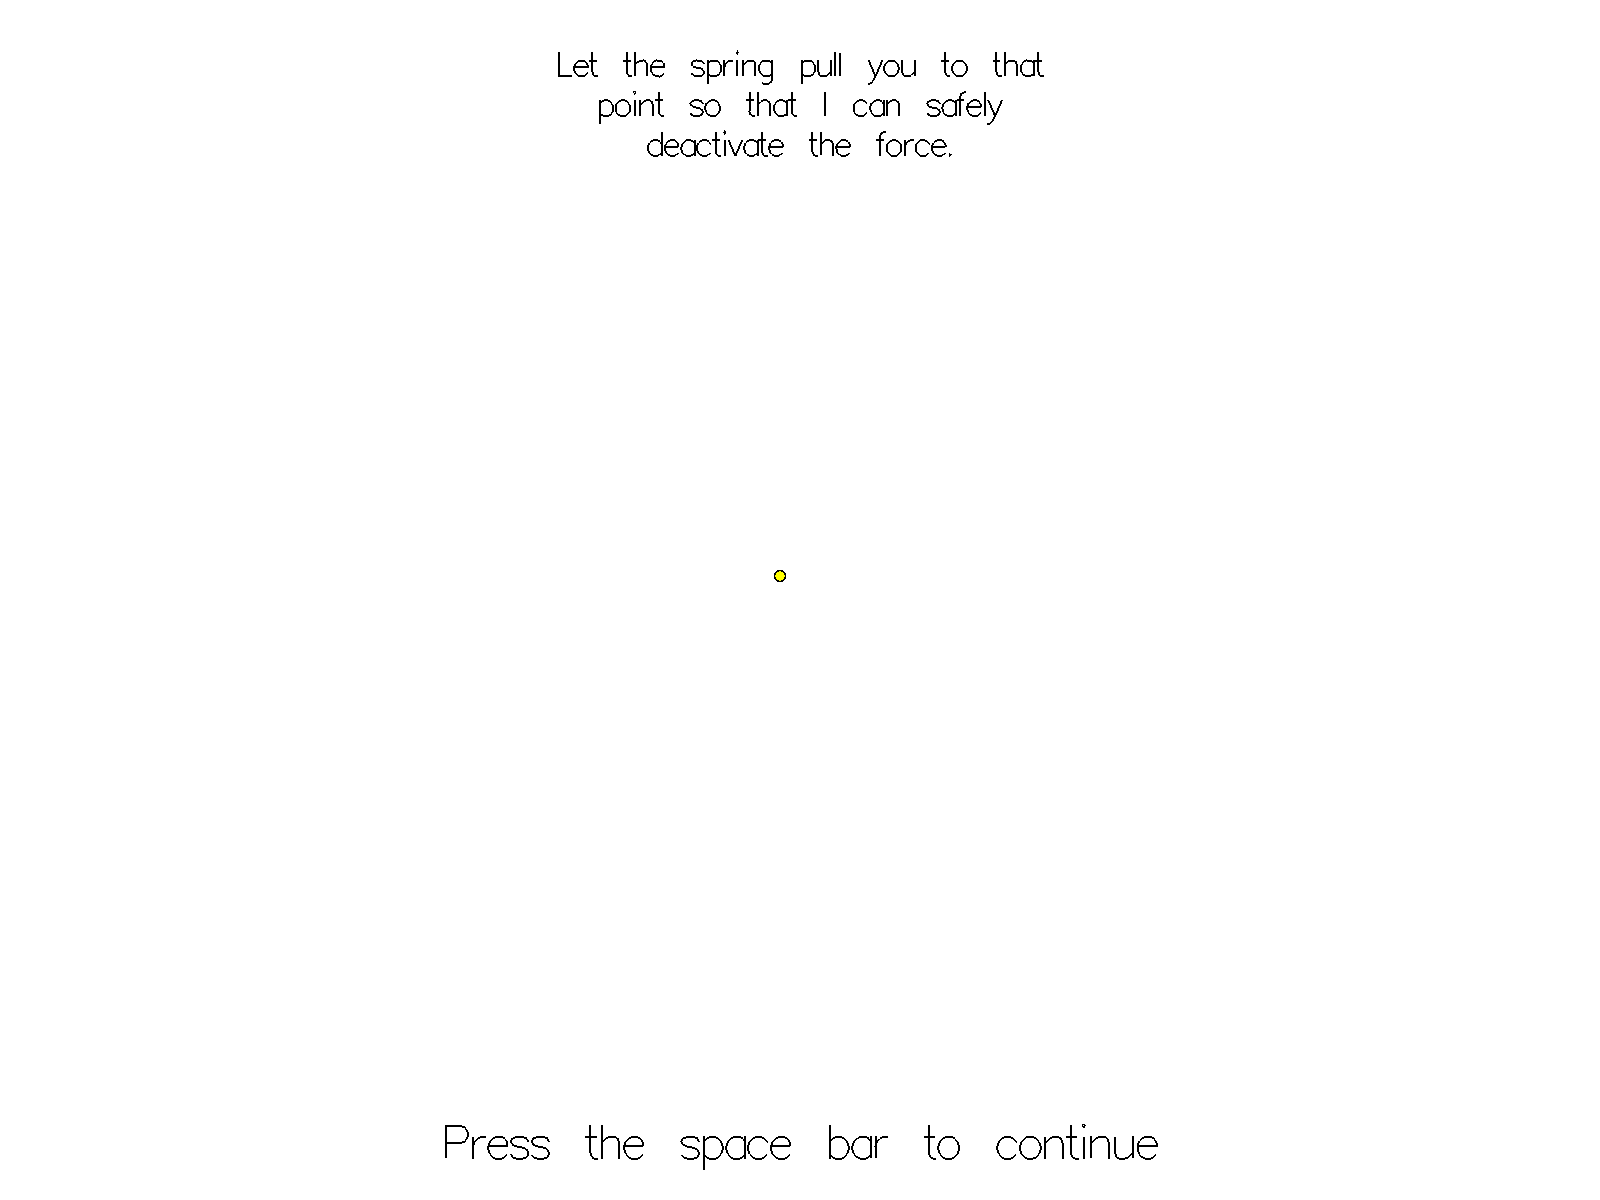 Let the spring pull you to that
point so that I can safely
deactivate the force.
Press the space bar to continue